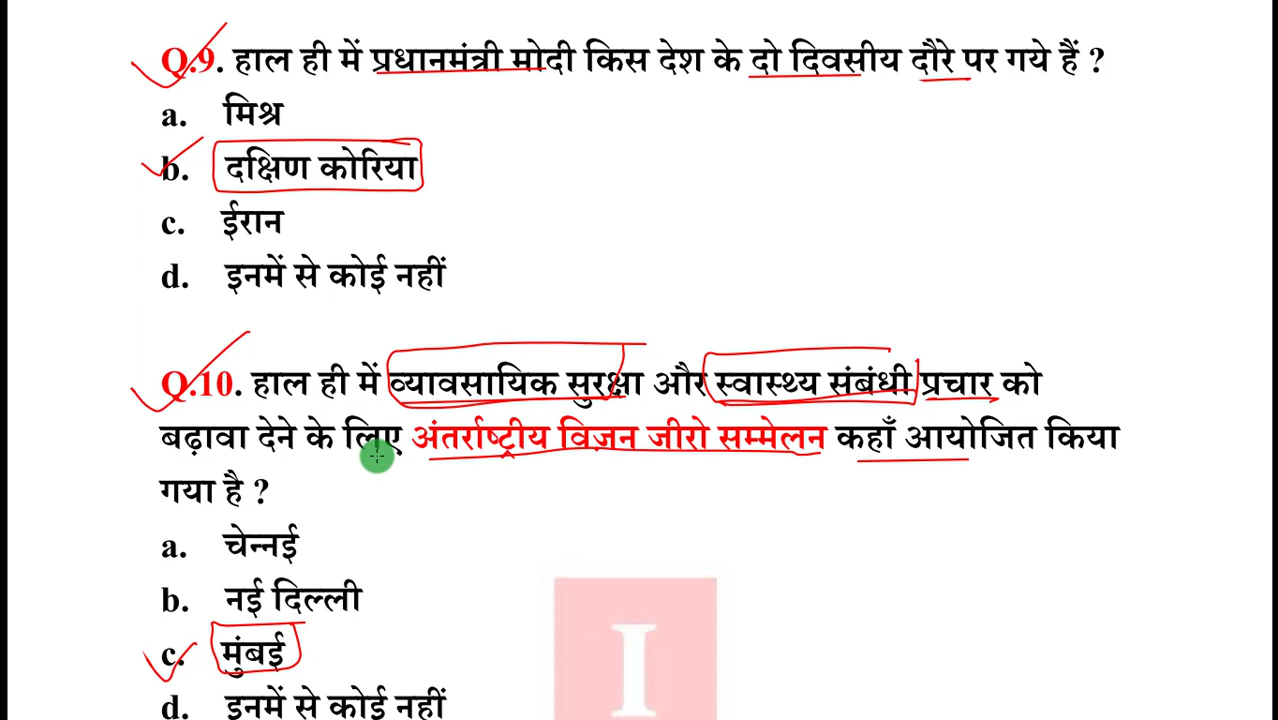 Q.9. हाल ही में प्रधानमंत्री मोदी किस देश के दो दिवसीय दौरे पर गये हैं ?
a. मिश्र
b. दक्षिण कोरिया
c. ईरान
d. इनमें से कोई नहीं
Q.10. हाल ही में व्यावसायिक सुरक्षा और स्वास्थ्य संबंधी प्रचार को
बढ़ावा देने के लिए अंतर्राष्ट्रीय विज़न जीरो सम्मेलन कहाँ आयोजित किया
गया है ?
a. चेन्नई
b. नई दिल्ली
c. मुंबई
d. इनमें से कोई नहीं
I